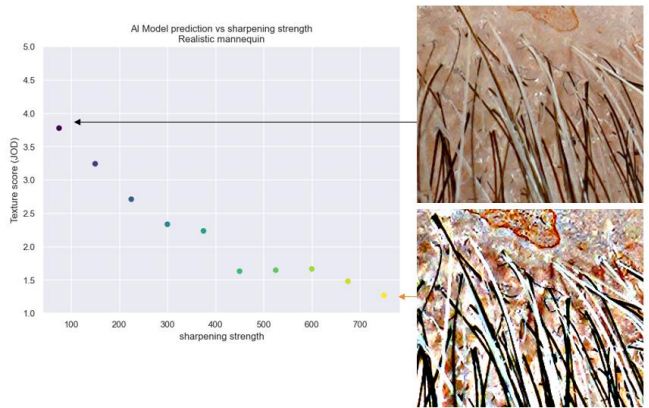 AI Model prediction vs sharpening strength
Realistic mannequin
5.0
4.5
4.0
3.5
3.0
2.5
2.0
1.5
1.0
Texture score (JOD)
100 200 300 400 500 600 700
sharpening strength